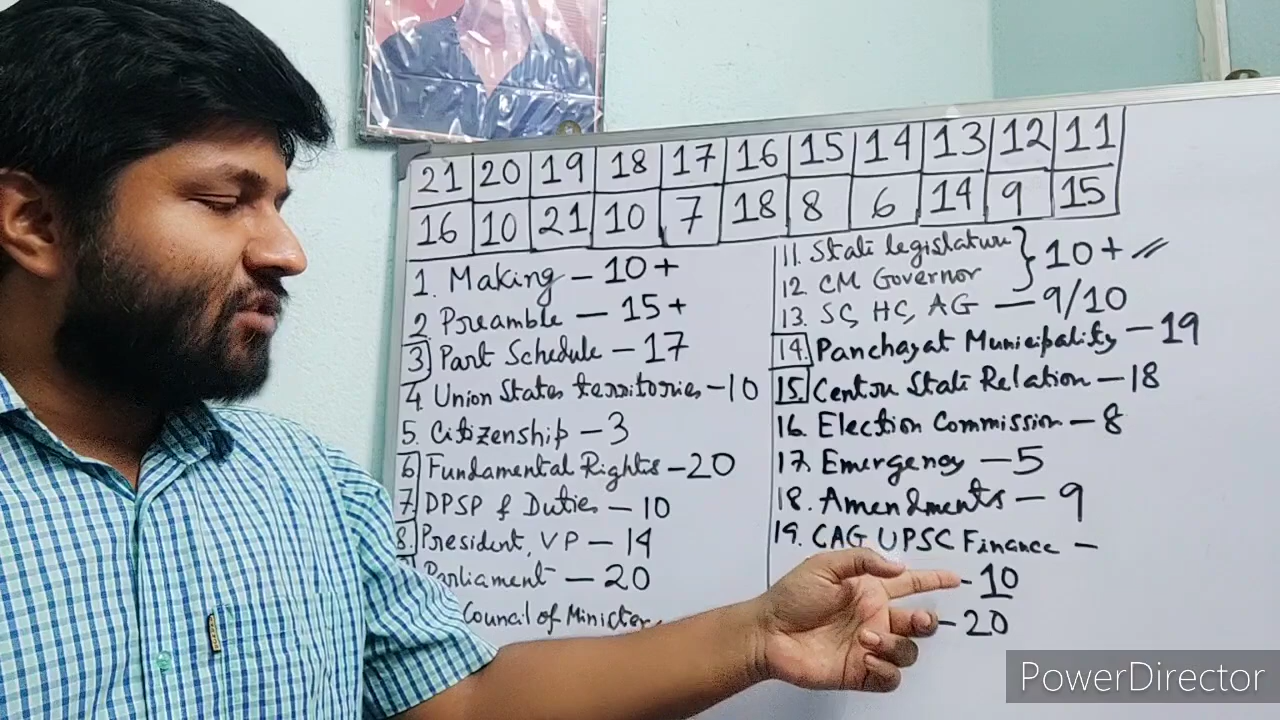 21 20 19 18 17 16 15 14 13 12 11
16 10 21 10 7 18 8 6 14 9 15
1. Making - 10+
2. Preamble - 15+
3 Part Schedule - 17
4. Union States territories - 10
5. Citizenship - 3
6 Fundamental Rights - 20
7. DPSP & Duties - 10
8. President, VP - 14
Parliament - 20
Council of Minister
11. State legislature } 10+
12. CM Governor
13. SC, HC, AG - 9/10
14. Panchayat Municipality - 19
15. Centre State Relation - 18
16. Election Commission - 8
17. Emergency - 5
18. Amendments - 9
19. CAG UPSC Finance -
- 10
- 20
PowerDirector